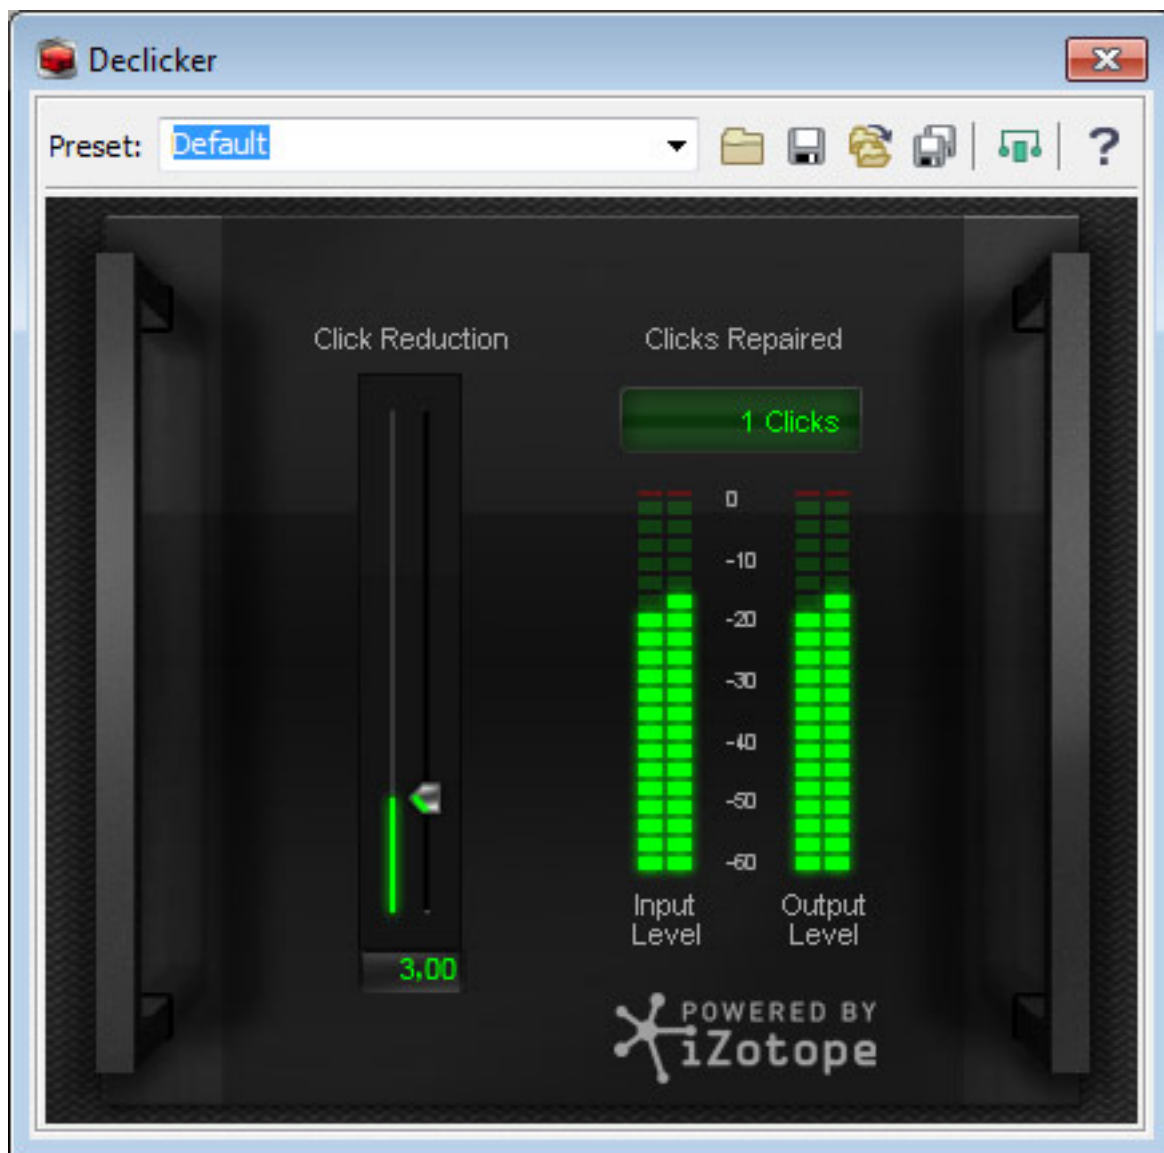 Declicker
Preset: Default
?
Click Reduction
Clicks Repaired
1 Clicks
0
-10
-20
-30
-40
-50
-60
Input Level
Output Level
3,00
POWERED BY
iZotope